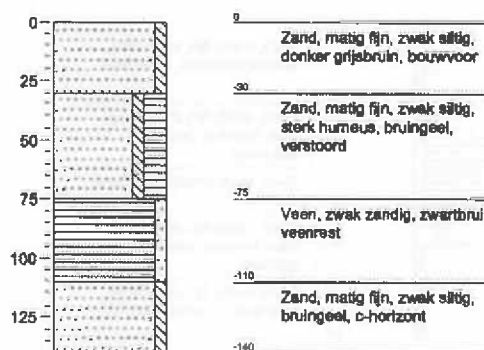 0
0
Zand, matig fijn, zwak siltig,
donker grijsbruin, bouwvoor
25
-30
Zand, matig fijn, zwak siltig,
sterk humeus, bruingeel,
verstoord
50
75
-75
Veen, zwak zandig, zwartbrui
veenrest
100
-110
Zand, matig fijn, zwak siltig,
bruingeel, c-horizont
125
-140